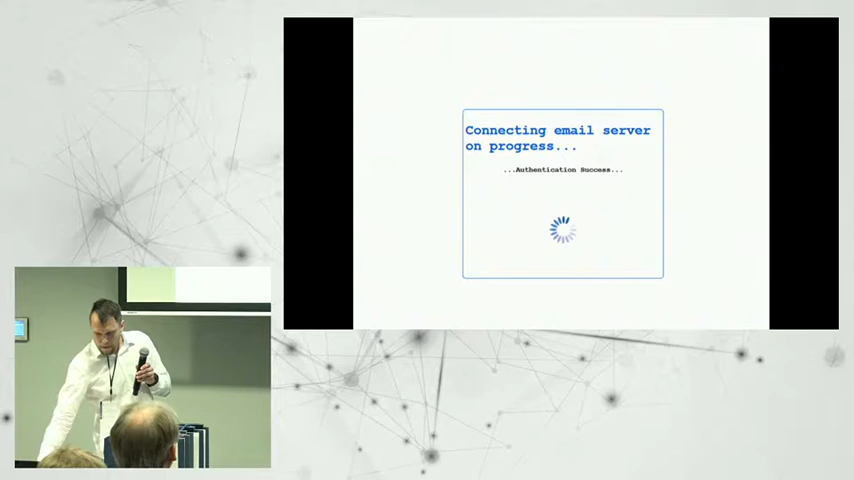 Connecting email server
on progress...
...Authentication Success...